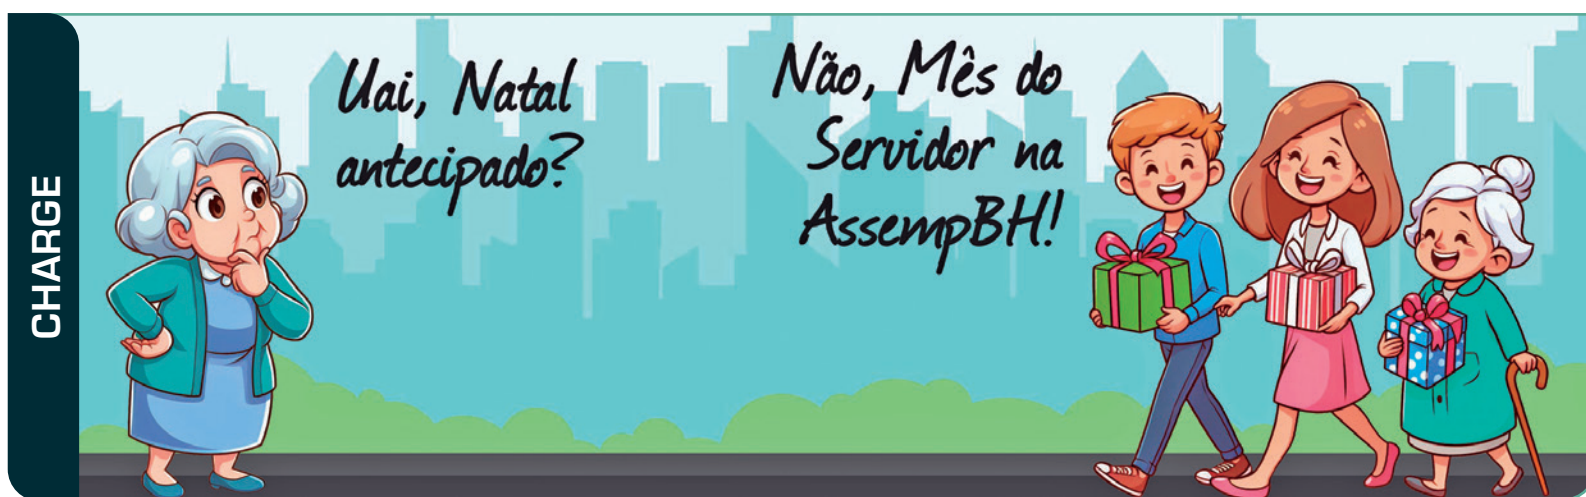 CHARGE
Uai, Natal
antecipado?
Não, Mês do
Servidor na
AssempBH!